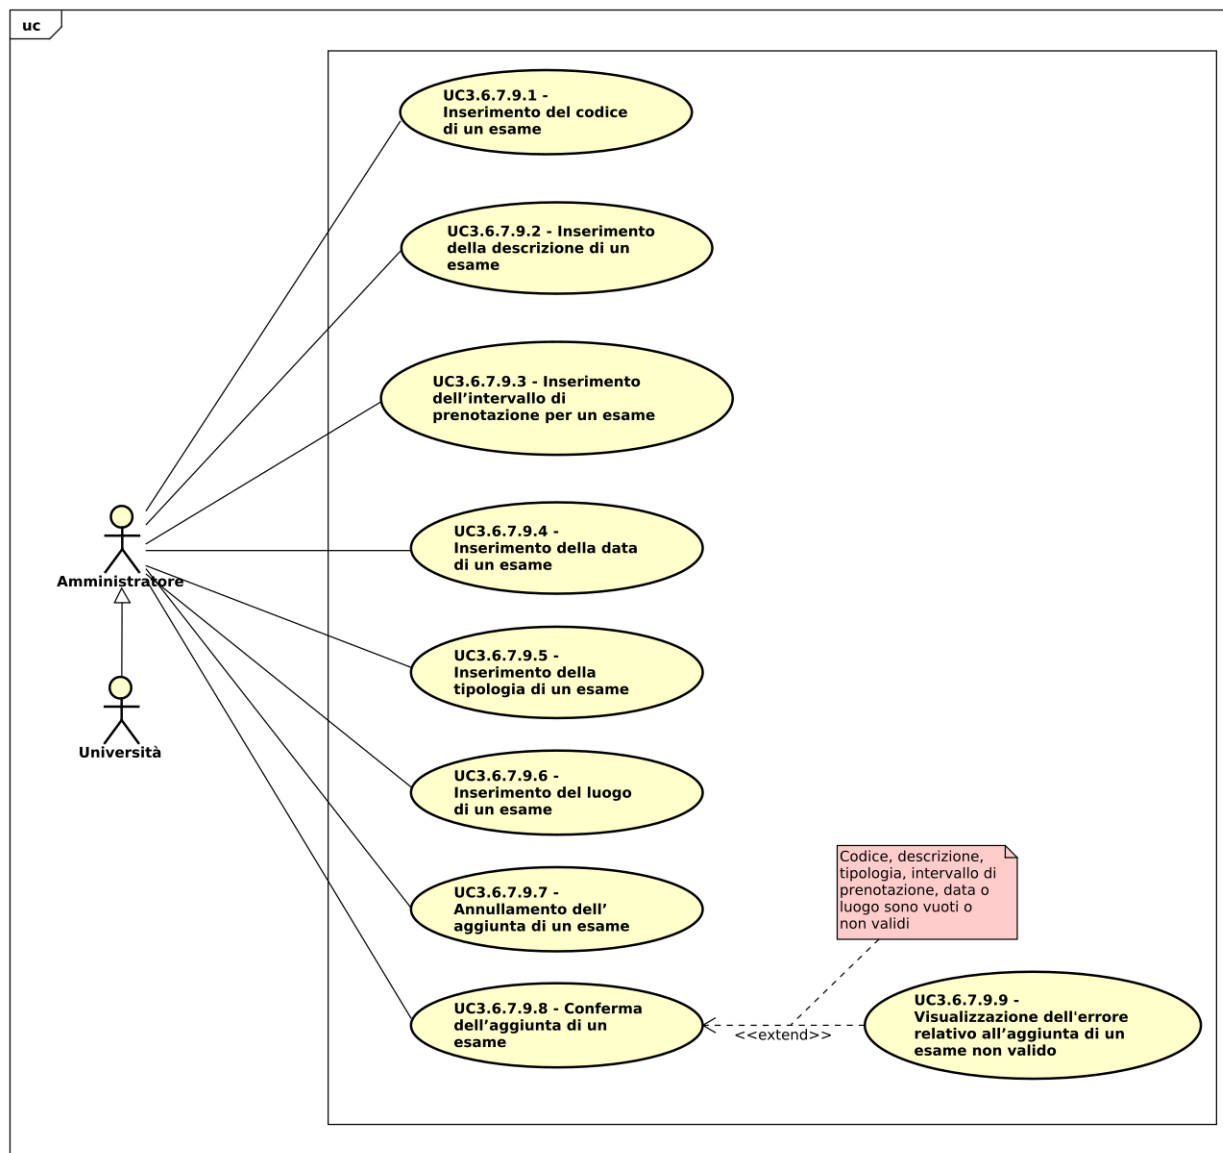 uc
UC3.6.7.9.1 -
Inserimento del codice
di un esame
UC3.6.7.9.2 - Inserimento
della descrizione di un
esame
UC3.6.7.9.3 - Inserimento
dell’intervallo di
prenotazione per un esame
UC3.6.7.9.4 -
Inserimento della data
di un esame
Amministratore
UC3.6.7.9.5 -
Inserimento della
tipologia di un esame
Università
UC3.6.7.9.6 -
Inserimento del luogo
di un esame
UC3.6.7.9.7 -
Annullamento dell’
aggiunta di un esame
Codice, descrizione,
tipologia, intervallo di
prenotazione, data o
luogo sono vuoti o
non validi
UC3.6.7.9.8 - Conferma
dell’aggiunta di un
esame
<<extend>>
UC3.6.7.9.9 -
Visualizzazione dell'errore
relativo all’aggiunta di un
esame non valido